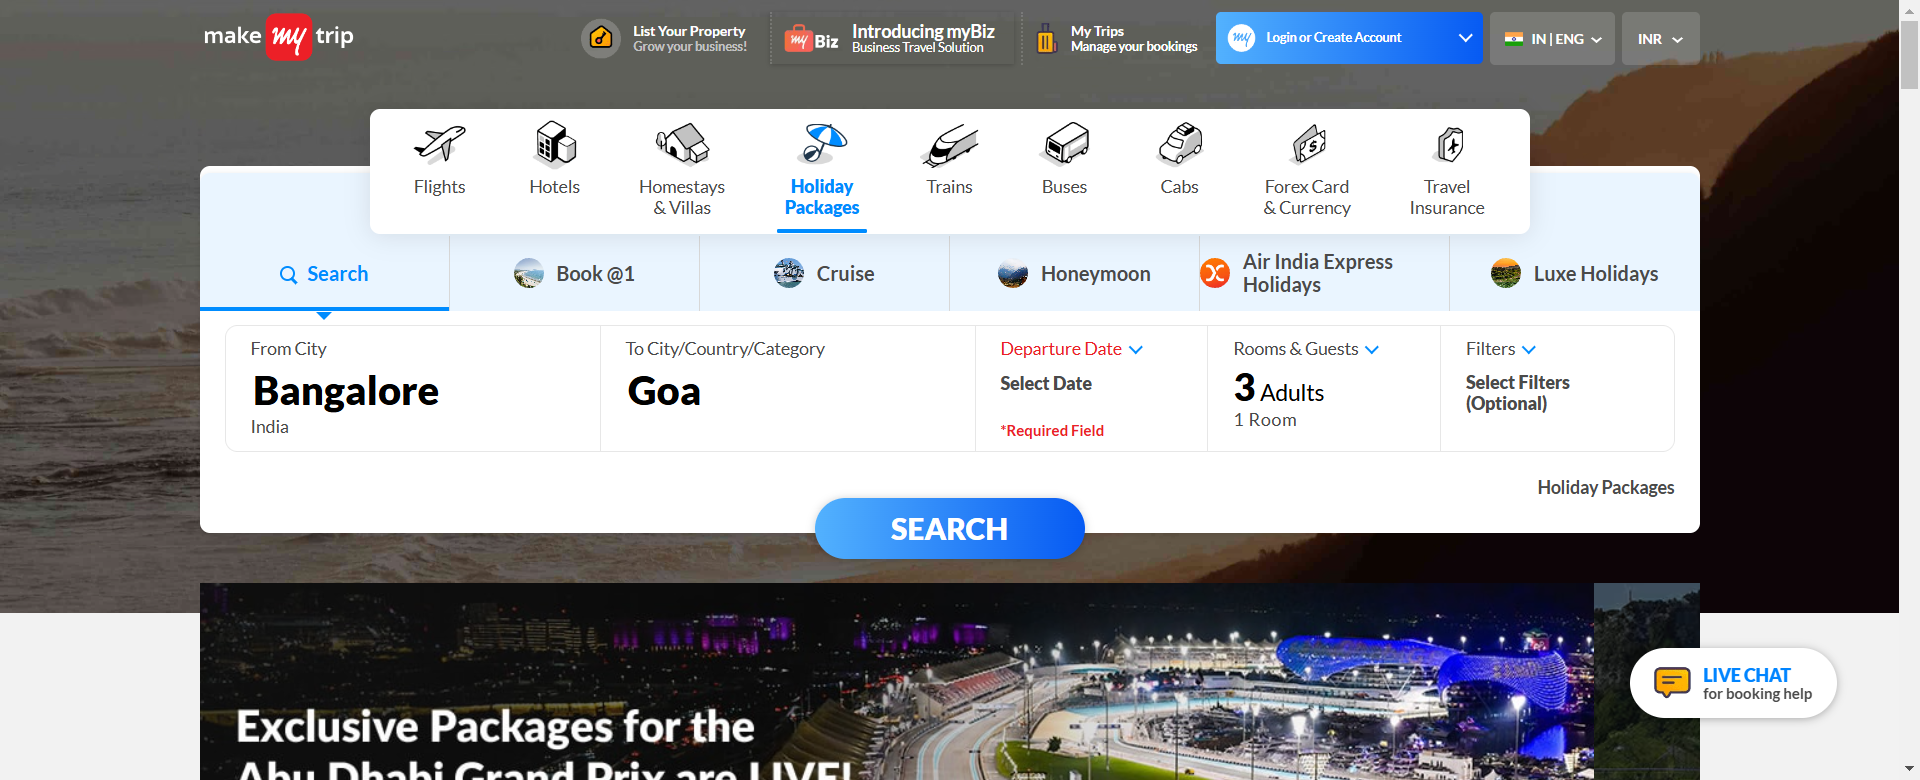 make my trip
List Your Property
Grow your business!
my Biz
Introducing myBiz
Business Travel Solution
My Trips
Manage your bookings
my
Login or Create Account
IN | ENG
INR
Flights
Hotels
Homestays
& Villas
Holiday
Packages
Trains
Buses
Cabs
Forex Card
& Currency
Travel
Insurance
Search
Book @1
Cruise
Honeymoon
Air India Express
Holidays
Luxe Holidays
From City
Bangalore
India
To City/Country/Category
Goa
Departure Date
Select Date
*Required Field
Rooms & Guests
3 Adults
1 Room
Filters
Select Filters
(Optional)
Holiday Packages
SEARCH
Exclusive Packages for the
Abu Dhabi Grand Prix are LIVE!
LIVE CHAT
for booking help